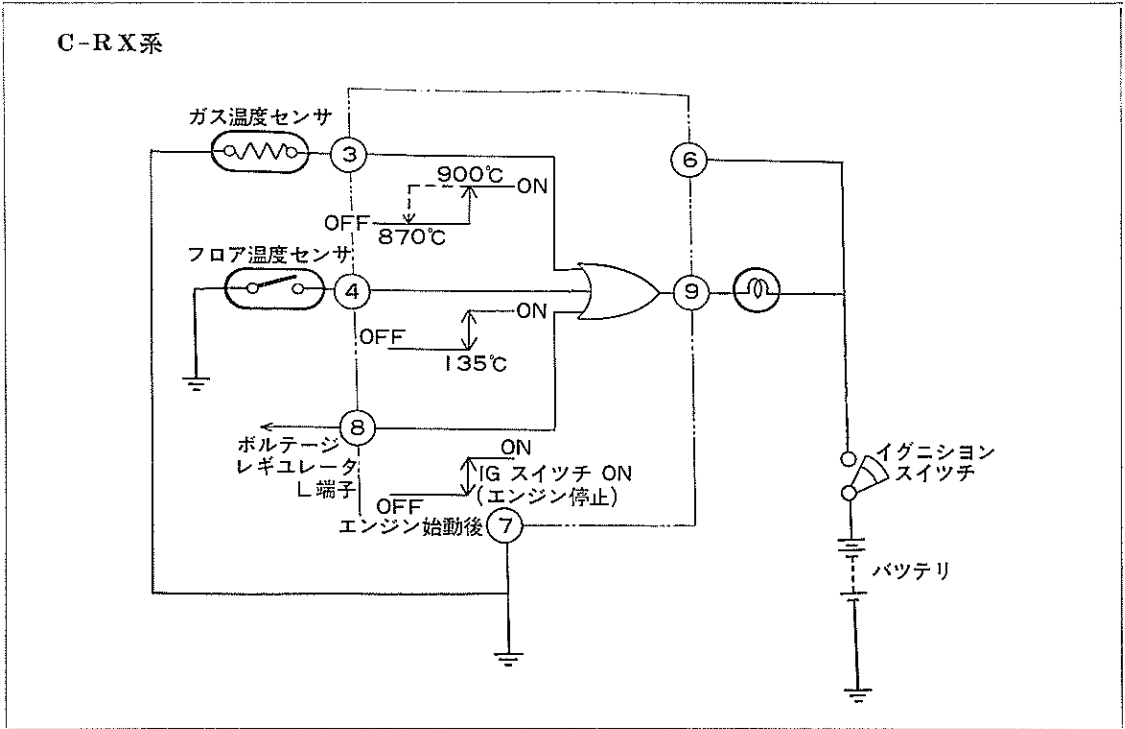 C-RX系
ガス温度センサ
③
⑥
900℃
ON
OFF
870℃
フロア温度センサ
④
⑨
ON
OFF
135℃
⑧
ボルテージ
レギユレータ
L端子
ON
IG スイツチ ON
(エンジン停止)
OFF
エンジン始動後
⑦
イグニシヨン
スイツチ
バツテリ